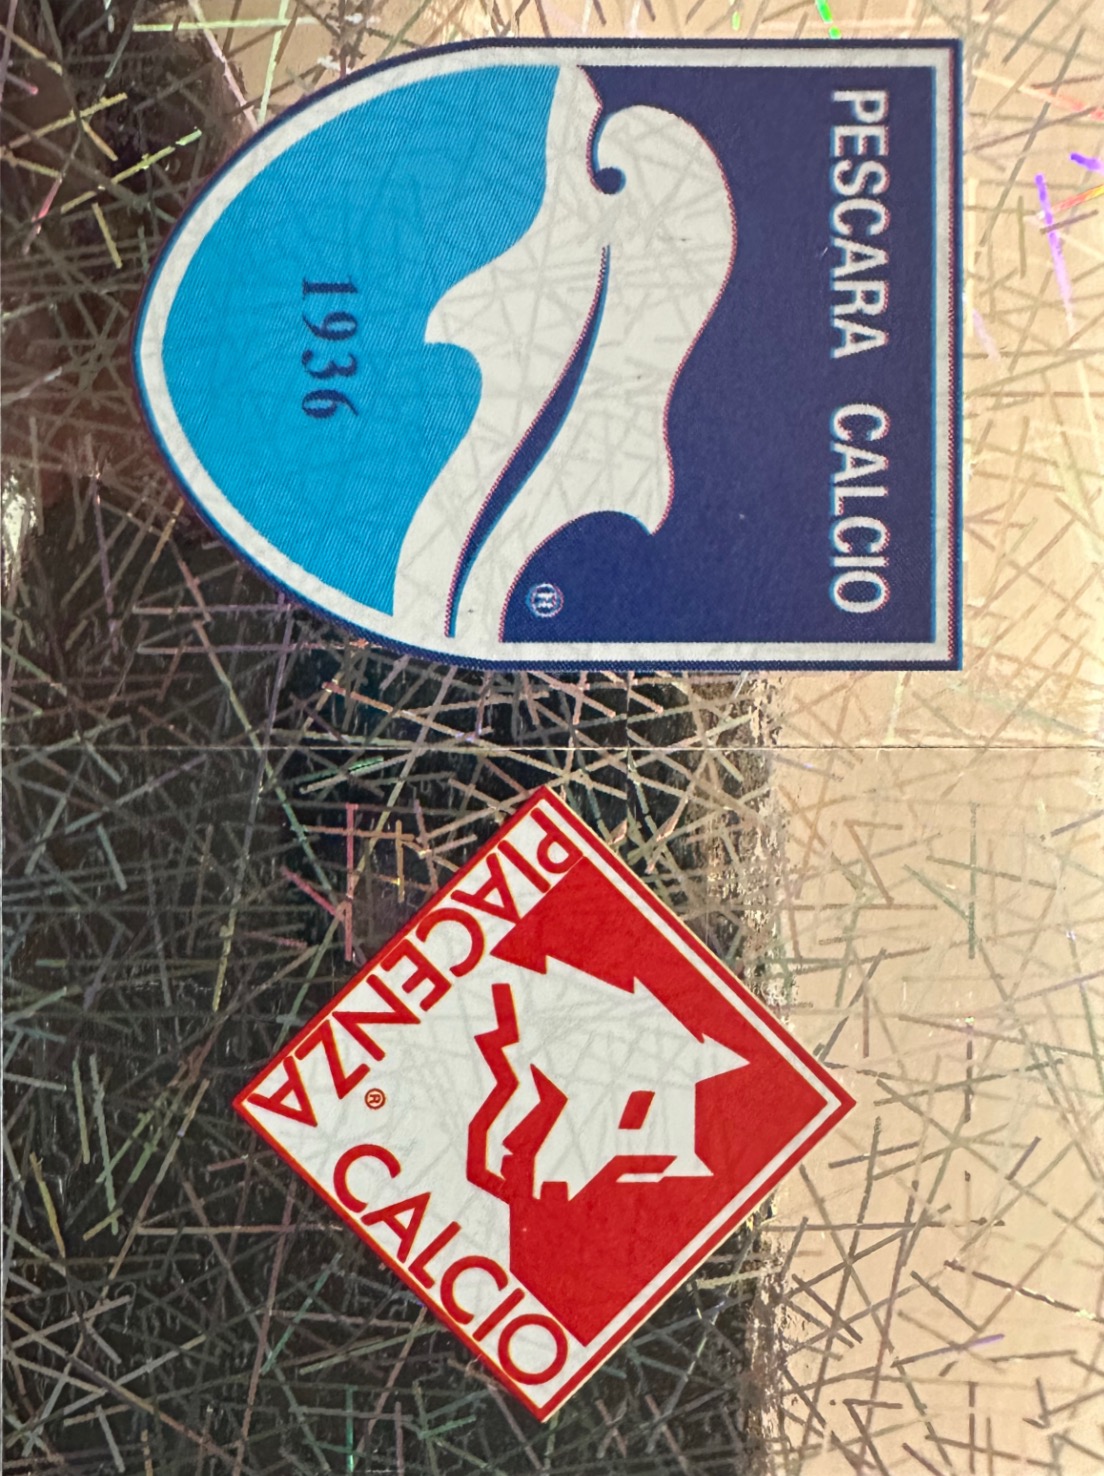 PESCARA CALCIO
®
1936
PIACENZA® CALCIO